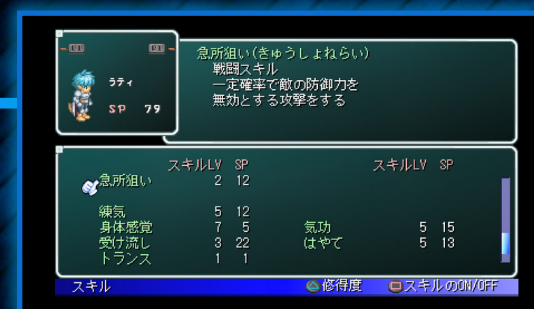 急所狙い(きゅうしょねらい)
戦闘スキル
一定確率で敵の防御力を
無効とする攻撃をする
ラティ
SP 79
スキルLV SP スキルLV SP
急所狙い 2 12
練気 5 12
身体感覚 7 5 気功 5 15
受け流し 3 22 はやて 5 13
トランス 1 1
スキル 修得度 スキルのON/OFF